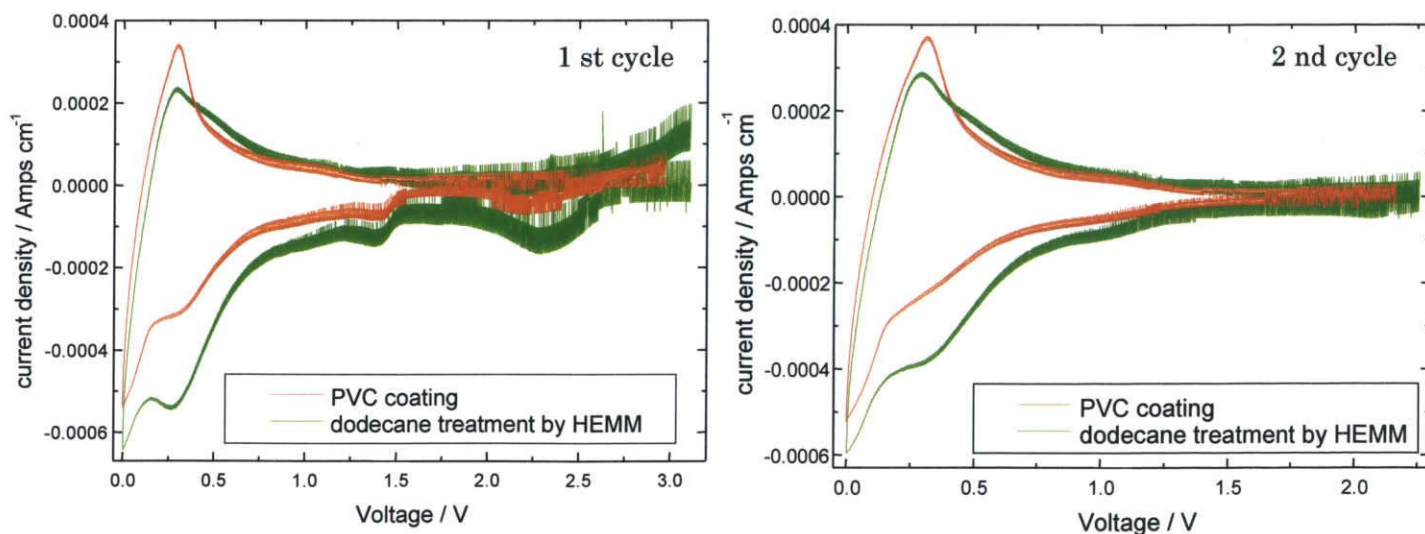 1 st cycle
current density / Amps cm⁻¹
0.0004
0.0002
0.0000
-0.0002
-0.0004
-0.0006
PVC coating
dodecane treatment by HEMM
0.0 0.5 1.0 1.5 2.0 2.5 3.0
Voltage / V
2 nd cycle
current density / Amps cm⁻¹
0.0004
0.0002
0.0000
-0.0002
-0.0004
-0.0006
PVC coating
dodecane treatment by HEMM
0.0 0.5 1.0 1.5 2.0
Voltage / V